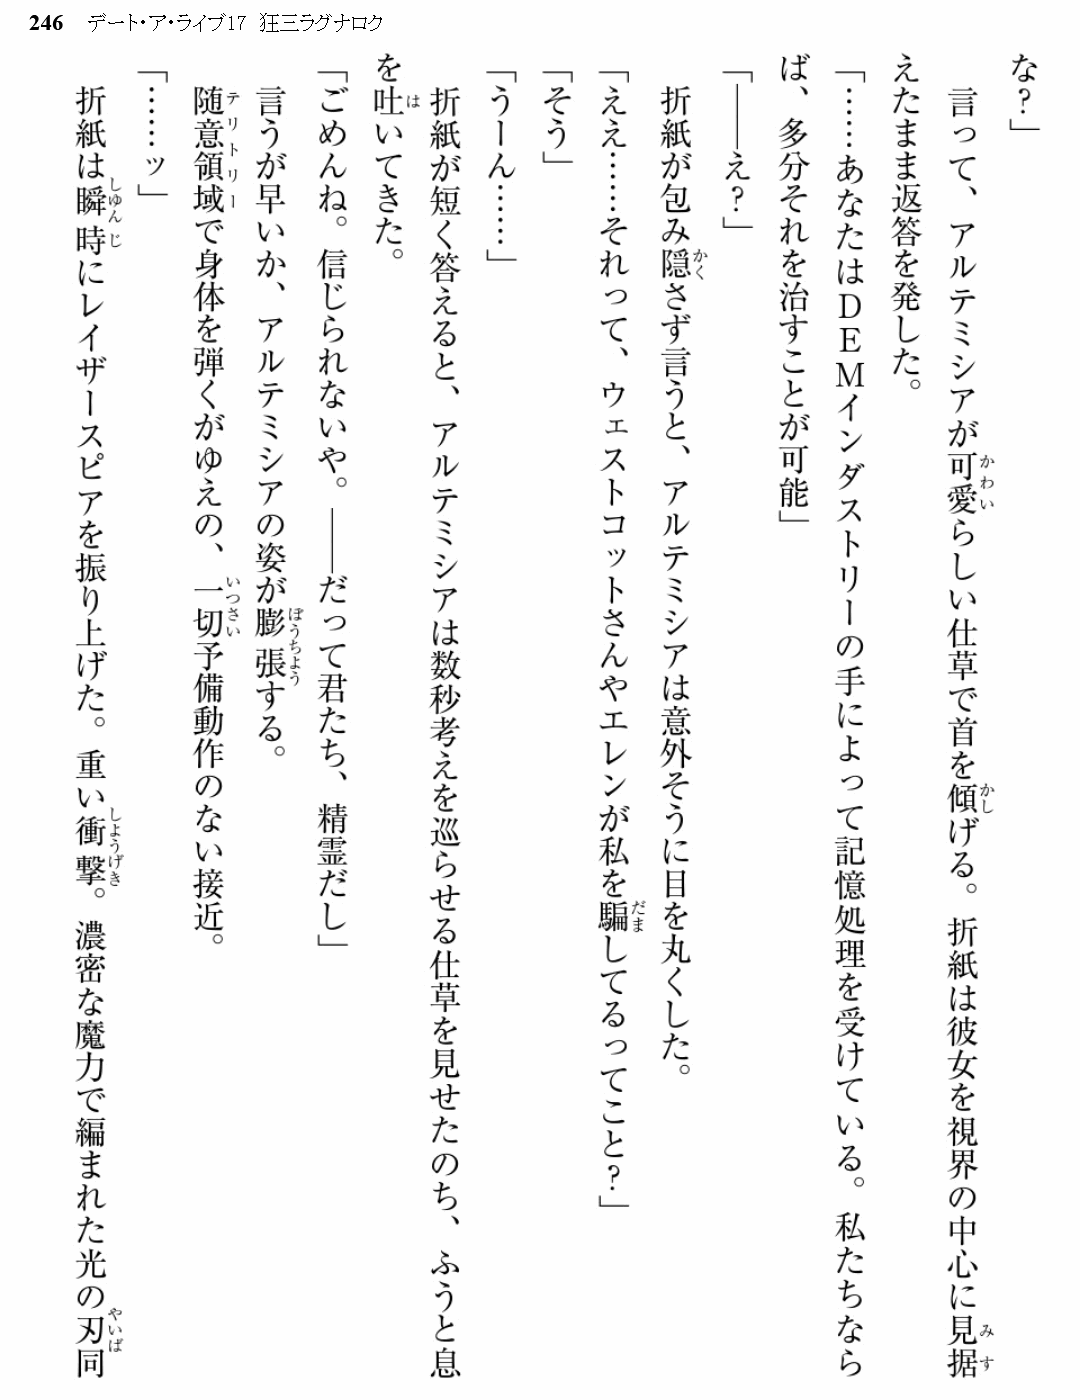 246 デート・ア・ライブ17 狂三ラグナロク
な？」
　言って、アルテミシアが可愛らしい仕草で首を傾げる。折紙は彼女を視界の中心に見据
えたまま返答を発した。
「……あなたはＤＥＭインダストリーの手によって記憶処理を受けている。私たちなら
ば、多分それを治すことが可能」
「――え？」
　折紙が包み隠さず言うと、アルテミシアは意外そうに目を丸くした。
「ええ……それって、ウェストコットさんやエレンが私を騙してるってこと？」
「そう」
「うーん……」
　折紙が短く答えると、アルテミシアは数秒考えを巡らせる仕草を見せたのち、ふうと息
を吐いてきた。
「ごめんね。信じられないや。――だって君たち、精霊だし」
　言うが早いか、アルテミシアの姿が膨張する。
　随意領域で身体を弾くがゆえの、一切予備動作のない接近。
「……ッ」
　折紙は瞬時にレイザースピアを振り上げた。重い衝撃。濃密な魔力で編まれた光の刃同